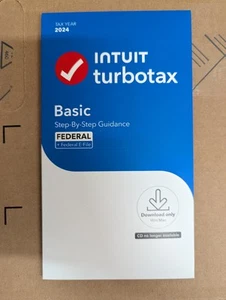 TAX YEAR
2024
INTUIT
turbotax
Basic
Step-By-Step Guidance
FEDERAL
+ Federal E-File
Download only
CD no longer available